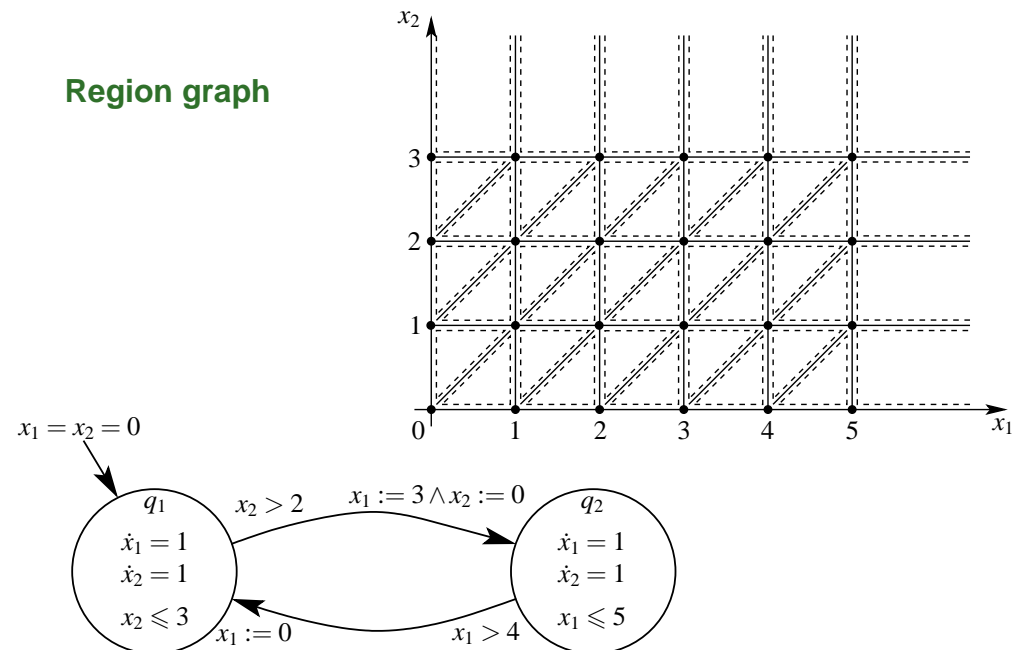 Region graph
x₂
3
2
1
0 1 2 3 4 5 x₁
x₁ = x₂ = 0
q₁
ẋ₁ = 1
ẋ₂ = 1
x₂ ⩽ 3
x₂ > 2
x₁ := 3 ∧ x₂ := 0
q₂
ẋ₁ = 1
ẋ₂ = 1
x₁ ⩽ 5
x₁ := 0
x₁ > 4